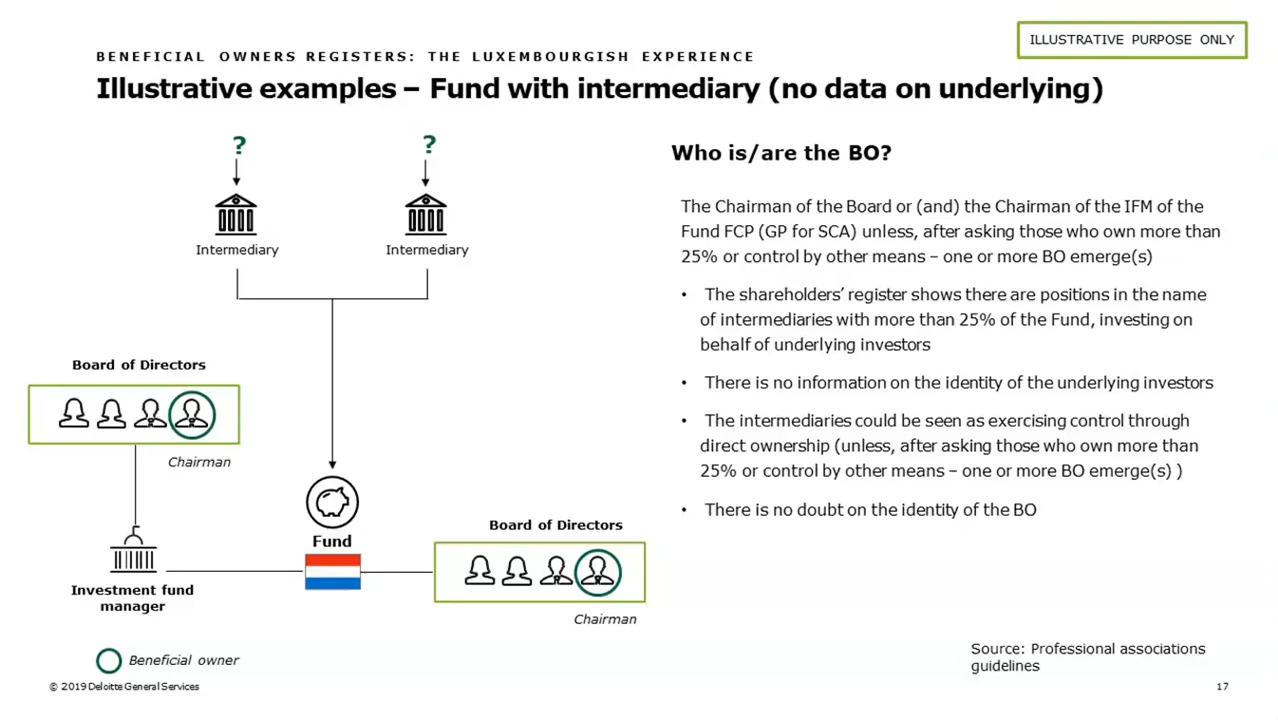 ILLUSTRATIVE PURPOSE ONLY
BENEFICIAL OWNERS REGISTERS: THE LUXEMBOURGISH EXPERIENCE
Illustrative examples – Fund with intermediary (no data on underlying)
? ?
Intermediary Intermediary
Board of Directors
Chairman
Fund
Investment fund
manager
Board of Directors
Chairman
Beneficial owner
Who is/are the BO?
The Chairman of the Board or (and) the Chairman of the IFM of the
Fund FCP (GP for SCA) unless, after asking those who own more than
25% or control by other means – one or more BO emerge(s)
• The shareholders’ register shows there are positions in the name
of intermediaries with more than 25% of the Fund, investing on
behalf of underlying investors
• There is no information on the identity of the underlying investors
• The intermediaries could be seen as exercising control through
direct ownership (unless, after asking those who own more than
25% or control by other means – one or more BO emerge(s) )
• There is no doubt on the identity of the BO
Source: Professional associations
guidelines
© 2019 Deloitte General Services
17